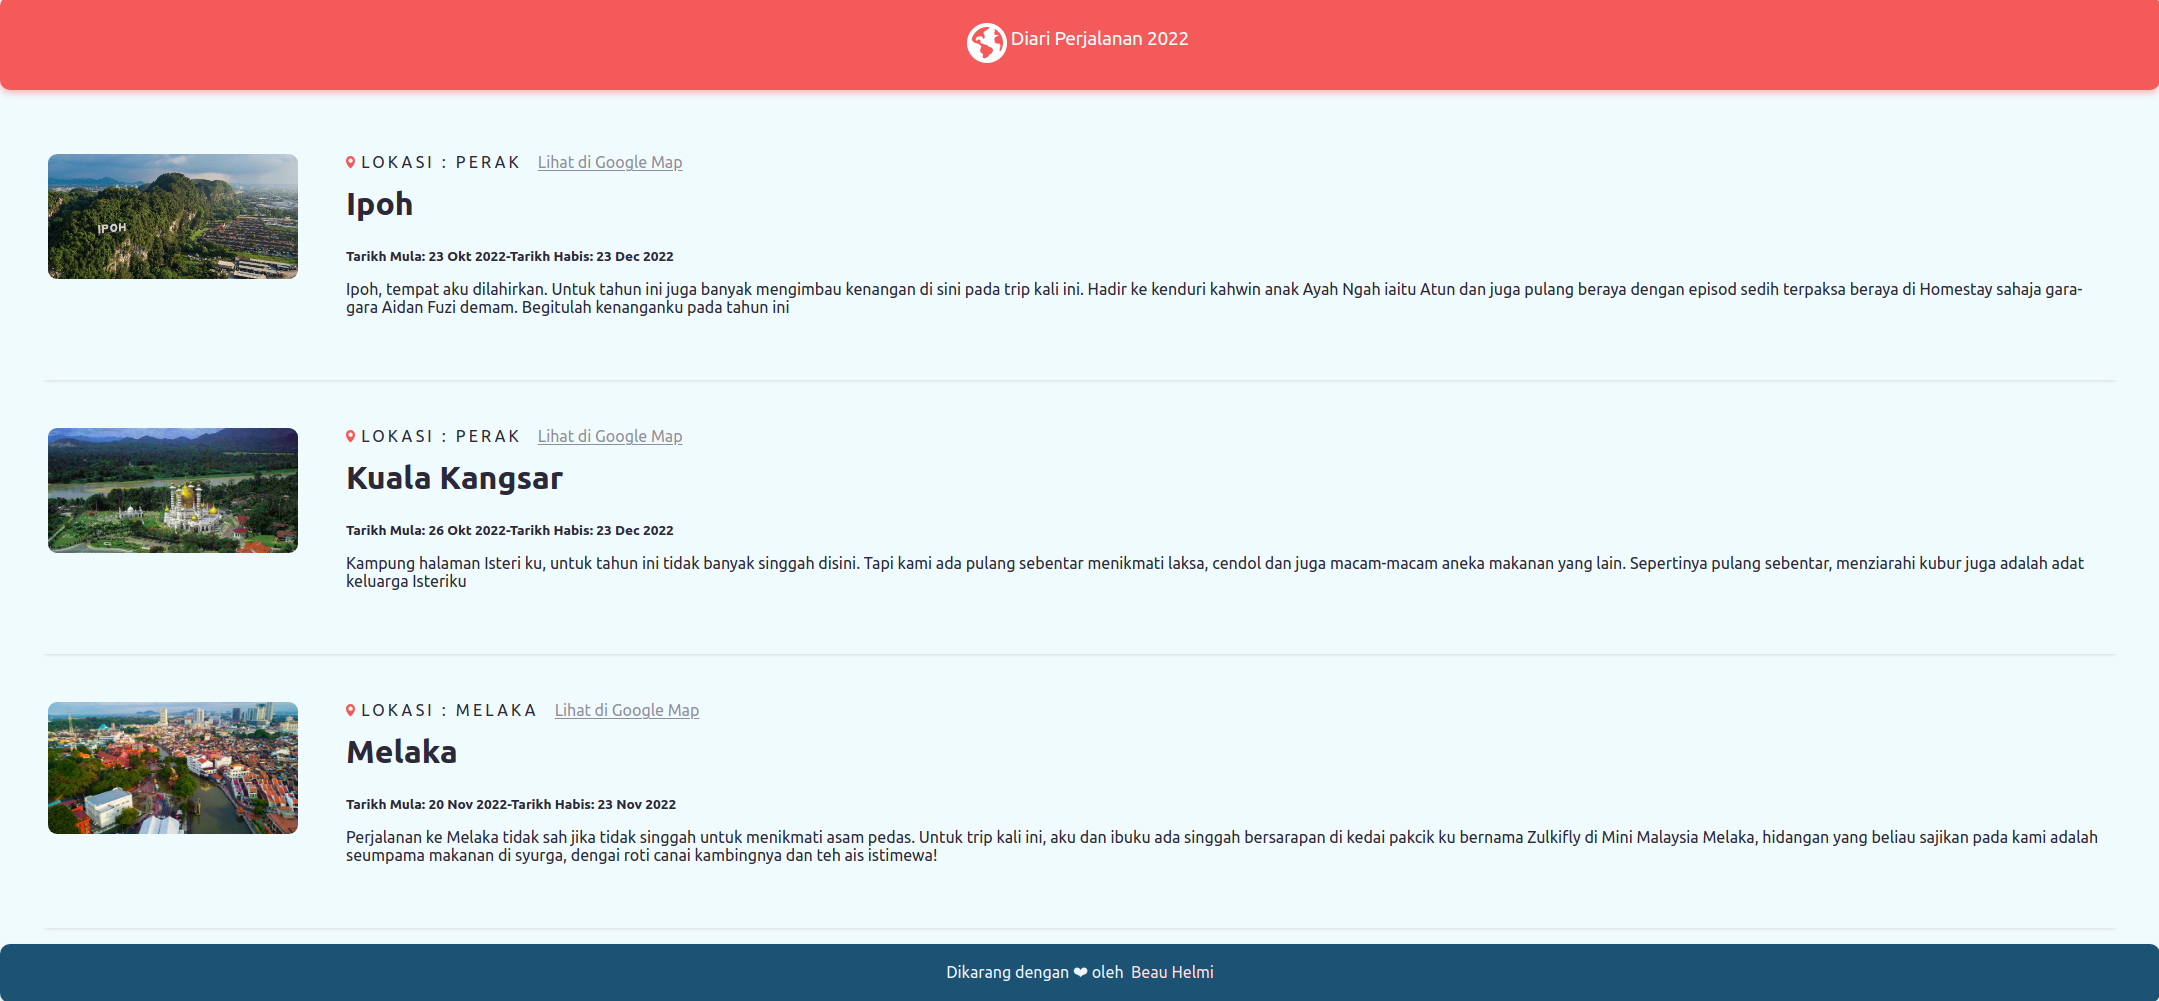 Diari Perjalanan 2022
LOKASI : PERAK Lihat di Google Map
Ipoh
IPOH
Tarikh Mula: 23 Okt 2022-Tarikh Habis: 23 Dec 2022
Ipoh, tempat aku dilahirkan. Untuk tahun ini juga banyak mengimbau kenangan di sini pada trip kali ini. Hadir ke kenduri kahwin anak Ayah Ngah iaitu Atun dan juga pulang beraya dengan episod sedih terpaksa beraya di Homestay sahaja gara-
gara Aidan Fuzi demam. Begitulah kenanganku pada tahun ini
LOKASI : PERAK Lihat di Google Map
Kuala Kangsar
Tarikh Mula: 26 Okt 2022-Tarikh Habis: 23 Dec 2022
Kampung halaman Isteri ku, untuk tahun ini tidak banyak singgah disini. Tapi kami ada pulang sebentar menikmati laksa, cendol dan juga macam-macam aneka makanan yang lain. Sepertinya pulang sebentar, menziarahi kubur juga adalah adat
keluarga Isteriku
LOKASI : MELAKA Lihat di Google Map
Melaka
Tarikh Mula: 20 Nov 2022-Tarikh Habis: 23 Nov 2022
Perjalanan ke Melaka tidak sah jika tidak singgah untuk menikmati asam pedas. Untuk trip kali ini, aku dan ibuku ada singgah bersarapan di kedai pakcik ku bernama Zulkifly di Mini Malaysia Melaka, hidangan yang beliau sajikan pada kami adalah
seumpama makanan di syurga, dengai roti canai kambingnya dan teh ais istimewa!
Dikarang dengan ❤ oleh Beau Helmi